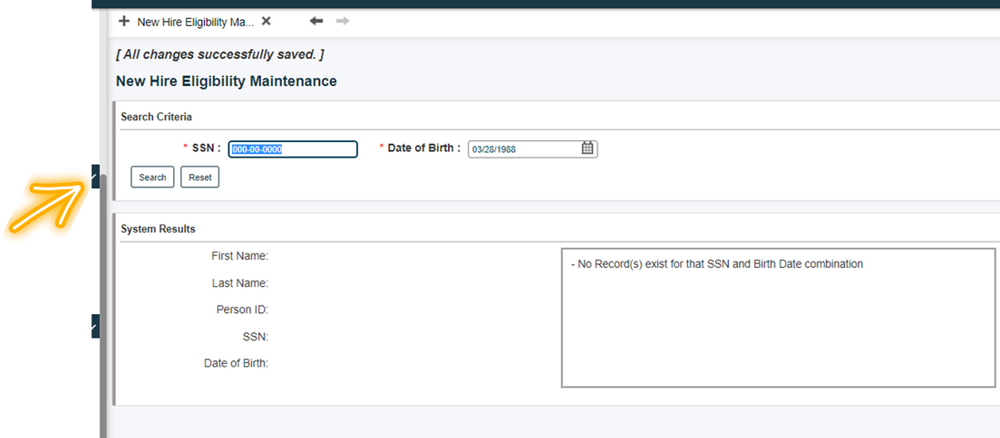 New Hire Eligibility Ma...
[ All changes successfully saved. ]
New Hire Eligibility Maintenance
Search Criteria
* SSN : 000-00-0000 * Date of Birth : 03/28/1988
Search Reset
System Results
First Name:
- No Record(s) exist for that SSN and Birth Date combination
Last Name:
Person ID:
SSN:
Date of Birth: